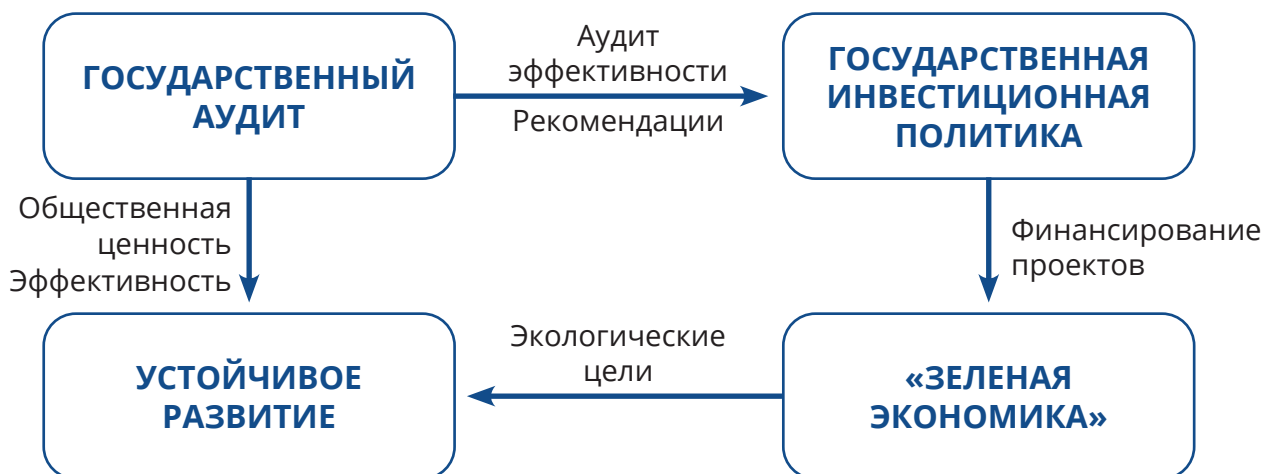 ГОСУДАРСТВЕННЫЙ
АУДИТ
Аудит
эффективности
Рекомендации
ГОСУДАРСТВЕННАЯ
ИНВЕСТИЦИОННАЯ
ПОЛИТИКА
Общественная
ценность
Эффективность
Финансирование
проектов
УСТОЙЧИВОЕ
РАЗВИТИЕ
Экологические
цели
«ЗЕЛЕНАЯ
ЭКОНОМИКА»